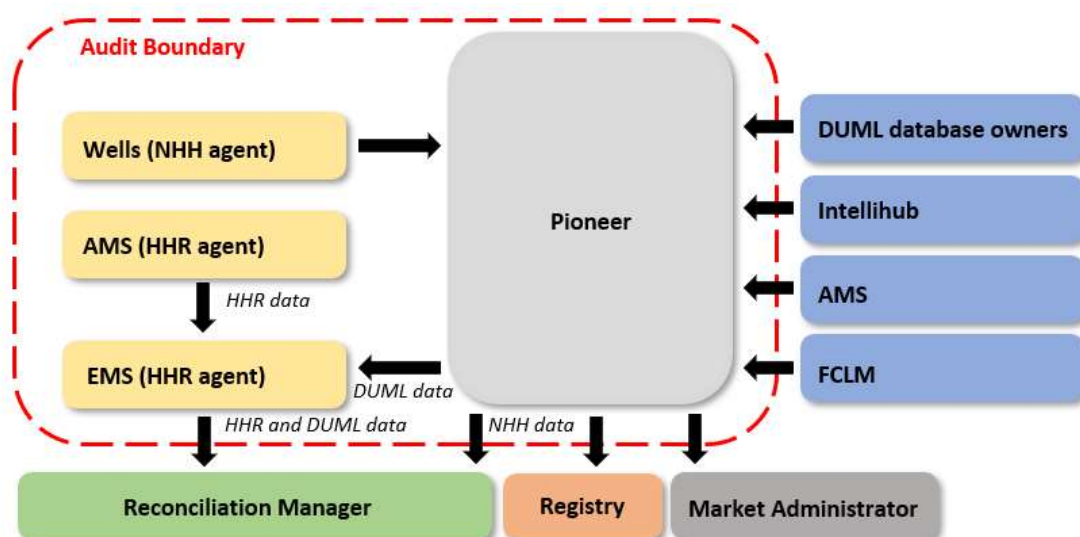 Audit Boundary
Wells (NHH agent)
AMS (HHR agent)
HHR data
EMS (HHR agent)
DUML data
HHR and DUML data
Pioneer
NHH data
DUML database owners
Intellihub
AMS
FCLM
Reconciliation Manager
Registry
Market Administrator